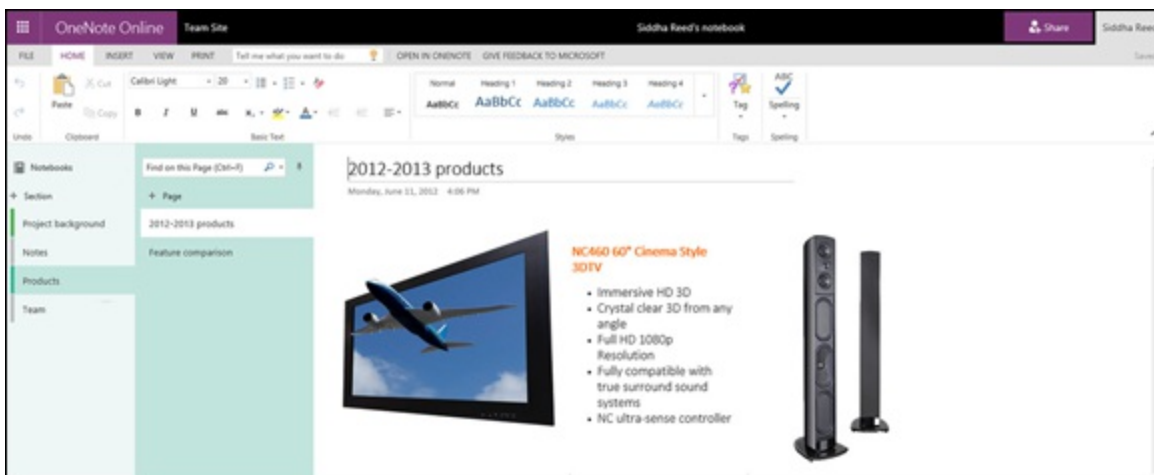 OneNote Online Team Site Siddha Reed's notebook Share Siddha Reed
FILE HOME INSERT VIEW PRINT Tell me what you want to do OPEN IN ONENOTE GIVE FEEDBACK TO MICROSOFT
Cut Calibri Light 20 Normal Heading 1 Heading 2 Heading 3 Heading 4 ABC
Paste Copy B I U abc AaBbCc AaBbCc AaBbCc AaBbCc AaBbCc Tag Spelling
Undo Clipboard Basic Text Styles Tags Spelling
Notebooks Find on this Page (Ctrl+F) 2012-2013 products
Monday, June 11, 2012 4:06 PM
+ Section + Page
Project background 2012-2013 products
Notes Feature comparison
Products
Team
NC460 60" Cinema Style
3DTV
• Immersive HD 3D
• Crystal clear 3D from any
angle
• Full HD 1080p
Resolution
• Fully compatible with
true surround sound
systems
• NC ultra-sense controller